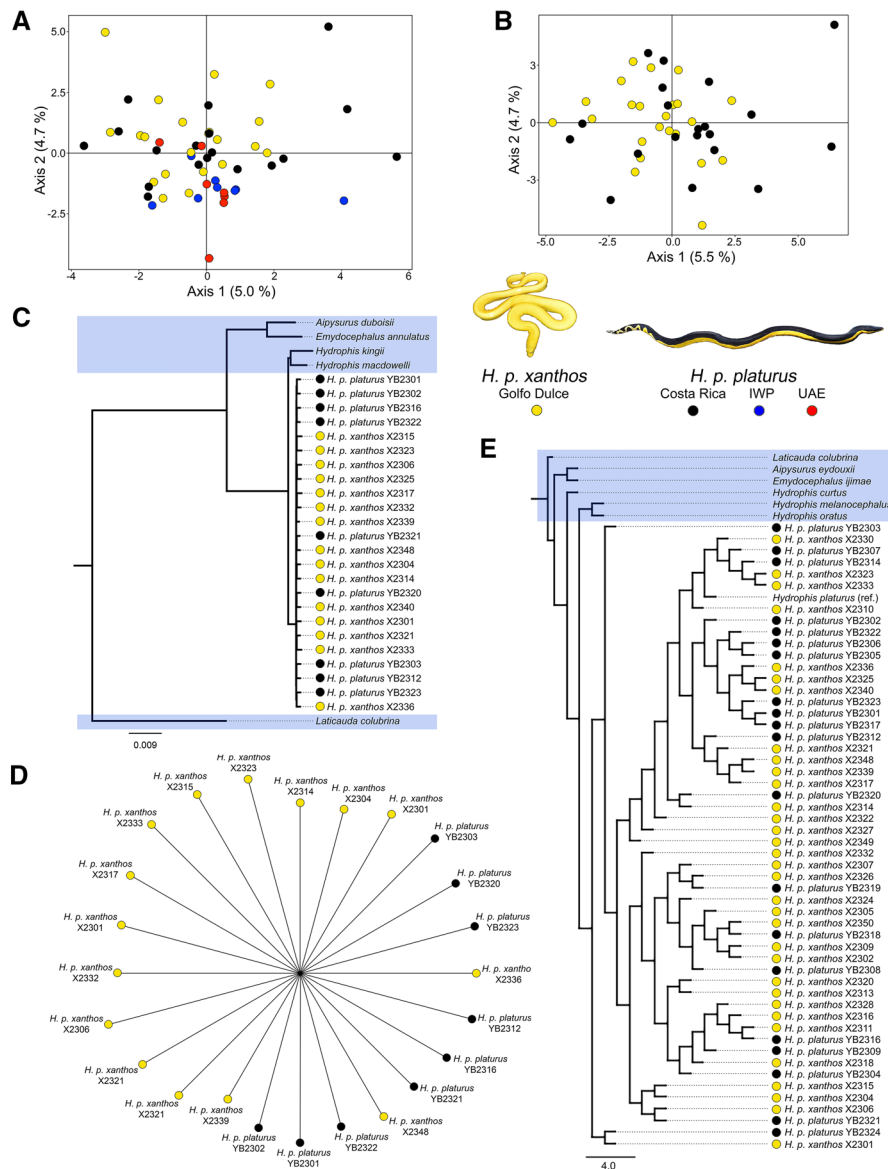 A
5.0
2.5
0.0
-2.5
Axis 2 (4.7 %)
-4
-2
0
2
4
6
Axis 1 (5.0 %)
B
3
0
-3
Axis 2 (4.7 %)
-5.0
-2.5
0.0
2.5
5.0
Axis 1 (5.5 %)
H. p. xanthos
Golfo Dulce
H. p. platurus
Costa Rica
IWP
UAE
C
Aipysurus duboisii
Emydocephalus annulatus
Hydrophis kingii
Hydrophis macdowelli
H. p. platurus YB2301
H. p. platurus YB2302
H. p. platurus YB2316
H. p. platurus YB2322
H. p. xanthos X2315
H. p. xanthos X2323
H. p. xanthos X2306
H. p. xanthos X2325
H. p. xanthos X2317
H. p. xanthos X2332
H. p. xanthos X2339
H. p. platurus YB2321
H. p. xanthos X2348
H. p. xanthos X2304
H. p. xanthos X2314
H. p. platurus YB2320
H. p. xanthos X2340
H. p. xanthos X2301
H. p. xanthos X2321
H. p. xanthos X2333
H. p. platurus YB2303
H. p. platurus YB2312
H. p. platurus YB2323
H. p. xanthos X2336
Laticauda colubrina
0.009
D
H. p. xanthos
X2323
H. p. xanthos
X2314
H. p. xanthos
X2304
H. p. xanthos
X2301
H. p. platurus
YB2303
H. p. platurus
YB2320
H. p. platurus
YB2323
H. p. xantho
X2336
H. p. platurus
YB2312
H. p. platurus
YB2316
H. p. platurus
YB2321
H. p. xanthos
X2348
H. p. platurus
YB2322
H. p. platurus
YB2301
H. p. platurus
YB2302
H. p. xanthos
X2339
H. p. xanthos
X2321
H. p. xanthos
X2321
H. p. xanthos
X2306
H. p. xanthos
X2332
H. p. xanthos
X2301
H. p. xanthos
X2317
H. p. xanthos
X2333
H. p. xanthos
X2315
E
Laticauda colubrina
Aipysurus eydouxii
Emydocephalus ijimae
Hydrophis curtus
Hydrophis melanocephalus
Hydrophis oratus
H. p. platurus YB2303
H. p. xanthos X2330
H. p. platurus YB2307
H. p. platurus YB2314
H. p. xanthos X2323
H. p. xanthos X2333
Hydrophis platurus (ref.)
H. p. xanthos X2310
H. p. platurus YB2302
H. p. platurus YB2322
H. p. platurus YB2306
H. p. platurus YB2305
H. p. xanthos X2336
H. p. xanthos X2325
H. p. xanthos X2340
H. p. platurus YB2323
H. p. platurus YB2301
H. p. platurus YB2317
H. p. platurus YB2312
H. p. xanthos X2321
H. p. xanthos X2348
H. p. xanthos X2339
H. p. xanthos X2317
H. p. platurus YB2320
H. p. xanthos X2314
H. p. xanthos X2322
H. p. xanthos X2327
H. p. xanthos X2349
H. p. xanthos X2332
H. p. xanthos X2307
H. p. xanthos X2326
H. p. platurus YB2319
H. p. xanthos X2324
H. p. xanthos X2305
H. p. xanthos X2350
H. p. platurus YB2318
H. p. xanthos X2309
H. p. xanthos X2302
H. p. platurus YB2308
H. p. xanthos X2320
H. p. xanthos X2313
H. p. xanthos X2328
H. p. xanthos X2316
H. p. xanthos X2311
H. p. platurus YB2316
H. p. platurus YB2309
H. p. xanthos X2318
H. p. platurus YB2304
H. p. xanthos X2315
H. p. xanthos X2304
H. p. xanthos X2306
H. p. platurus YB2321
H. p. platurus YB2324
H. p. xanthos X2301
4.0